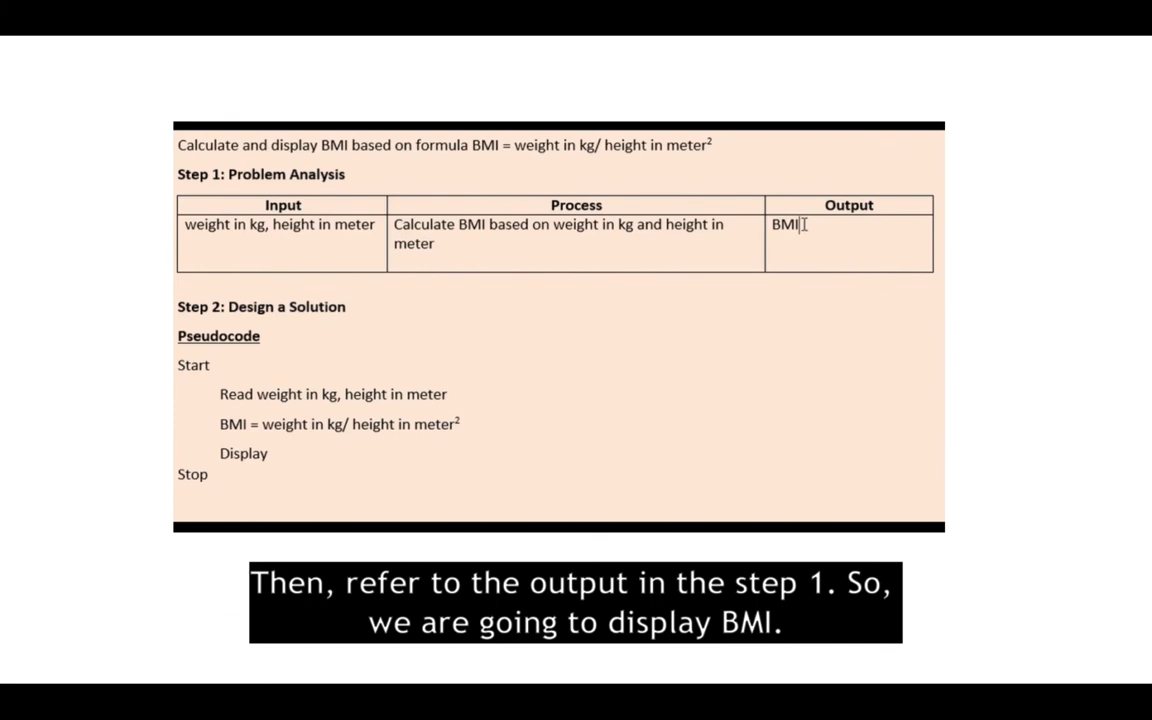 Calculate and display BMI based on formula BMI = weight in kg/ height in meter²
Step 1: Problem Analysis
Input Process Output
weight in kg, height in meter Calculate BMI based on weight in kg and height in BMI
meter
Step 2: Design a Solution
Pseudocode
Start
Read weight in kg, height in meter
BMI = weight in kg/ height in meter²
Display
Stop
Then, refer to the output in the step 1. So,
we are going to display BMI.